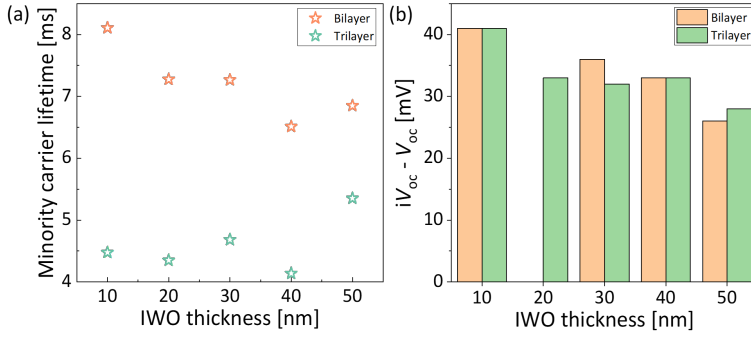 (a)
Minority carrier lifetime [ms]
8
7
6
5
4
Bilayer
Trilayer
10 20 30 40 50
IWO thickness [nm]
(b)
iVoc - Voc [mV]
40
30
20
10
0
Bilayer
Trilayer
10 20 30 40 50
IWO thickness [nm]